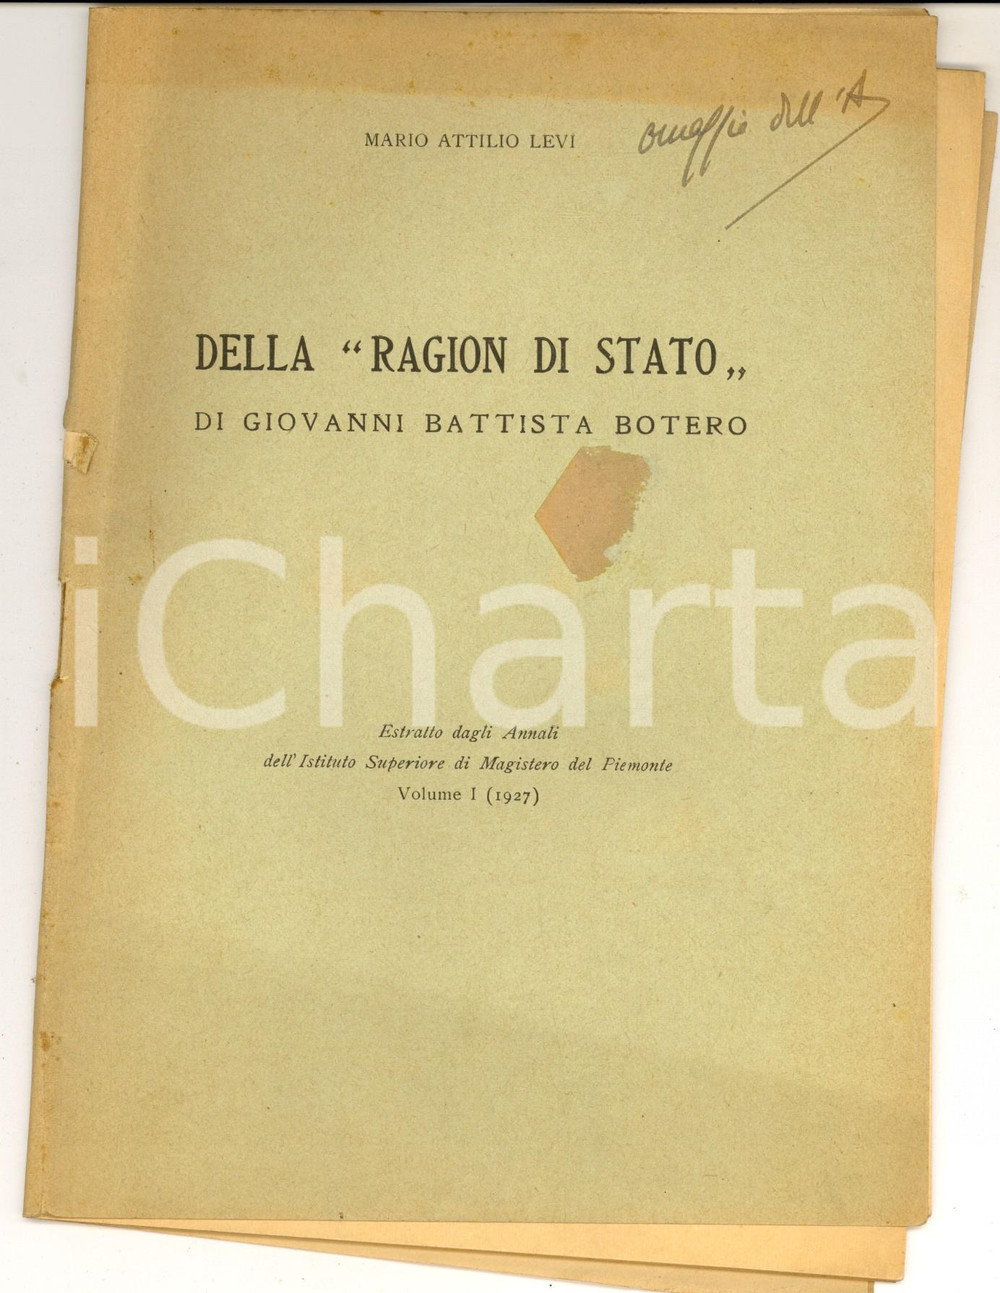 omaggio dell'A
MARIO ATTILIO LEVI
DELLA “RAGION DI STATO„
DI GIOVANNI BATTISTA BOTERO
iCharta
Estratto dagli Annali
dell'Istituto Superiore di Magistero del Piemonte
Volume I (1927)